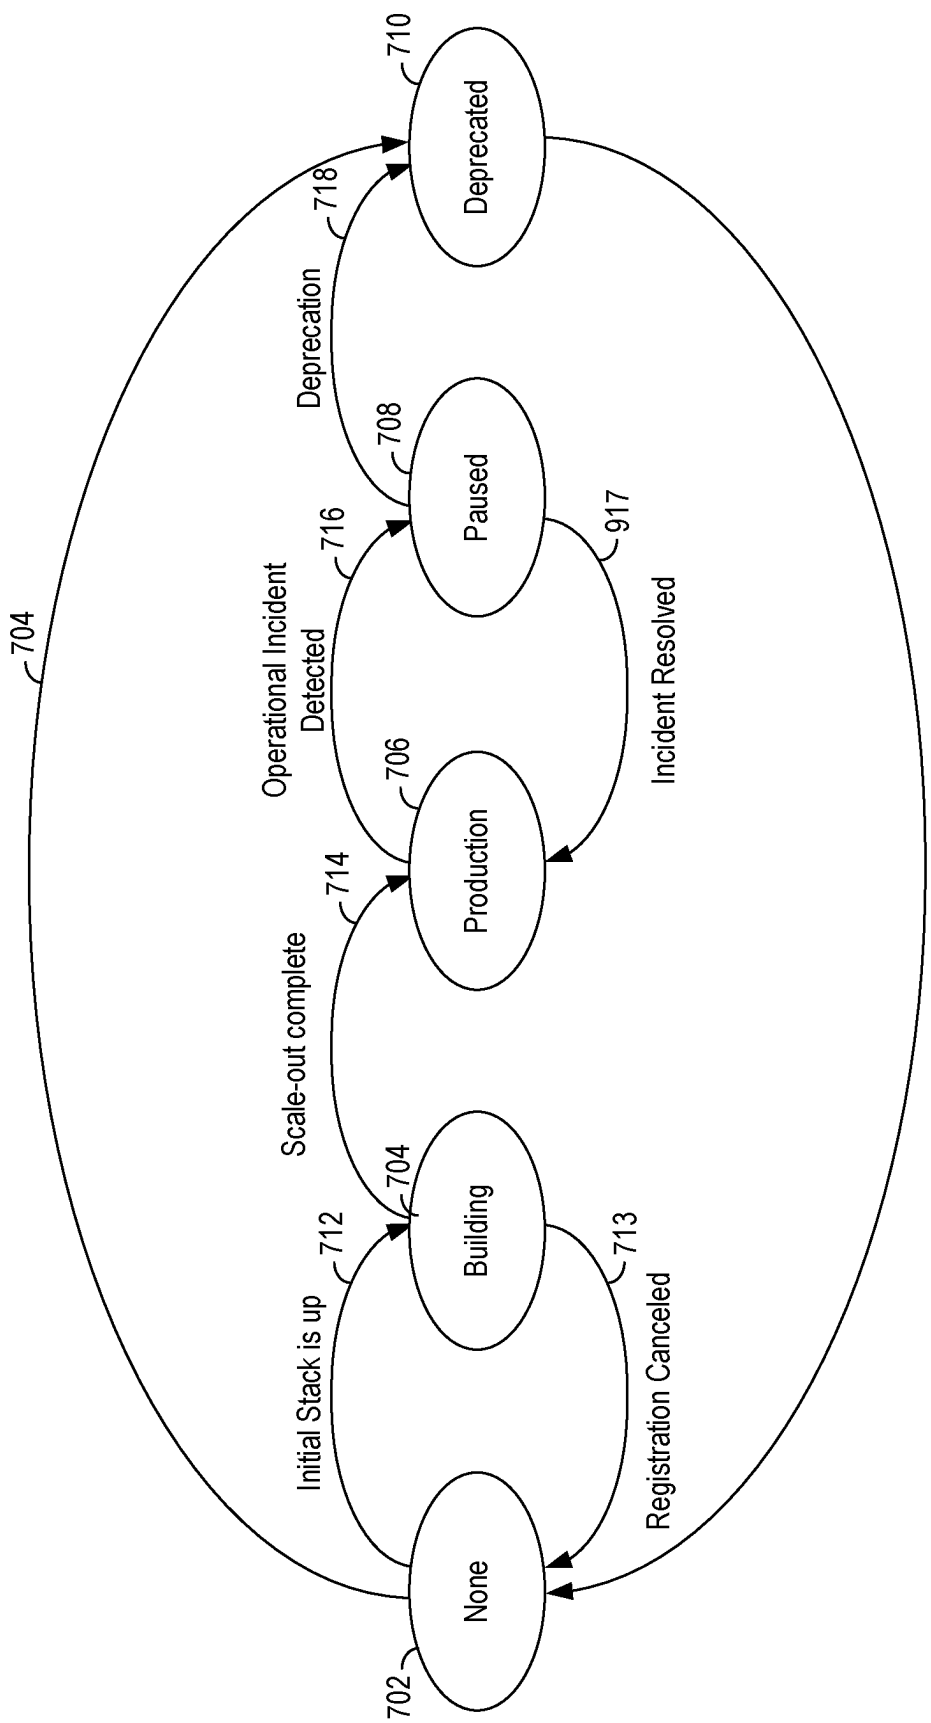 704
Initial Stack is up
712
Scale-out complete
714
Operational Incident
Detected
716
Deprecation
718
702
None
704
Building
706
Production
708
Paused
710
Deprecated
Registration Canceled
713
Incident Resolved
917